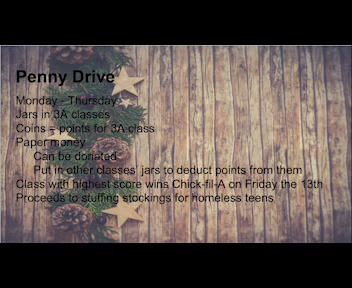 Penny Drive
Monday - Thursday
Jars in 3A classes
Coins = points for 3A class
Paper money
Can be donated
Put in other classes' jars to deduct points from them
Class with highest score wins Chick-fil-A on Friday the 13th
Proceeds to stuffing stockings for homeless teens